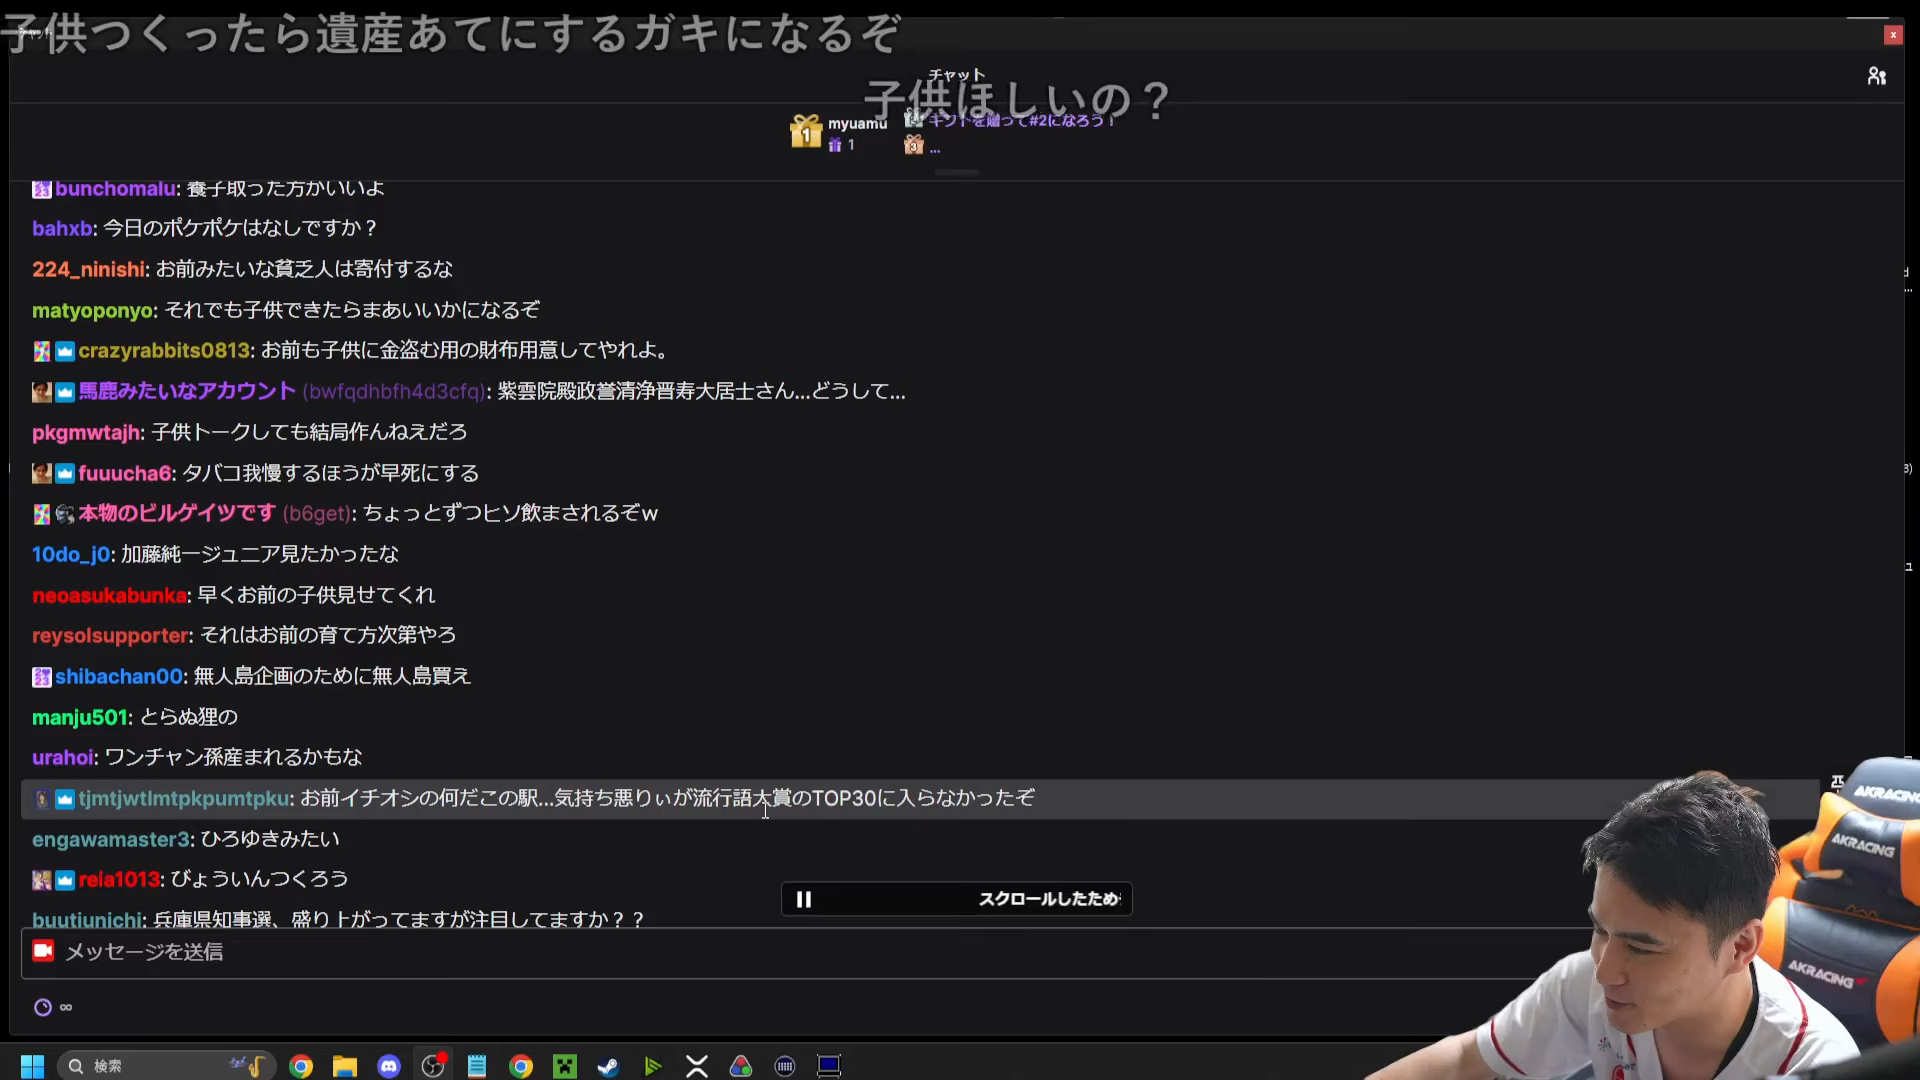 子供つくったら遺産あてにするガキになるぞ
チャット
子供ほしいの？
myuamu
1
1
ギフトを贈って#2になろう！
3
...
bunchomalu: 養子取った方がいいよ
bahxb: 今日のポケポケはなしですか？
224_ninishi: お前みたいな貧乏人は寄付するな
matyoponyo: それでも子供できたらまあいいかになるぞ
crazyrabbits0813: お前も子供に金盗む用の財布用意してやれよ。
馬鹿みたいなアカウント (bwfqdhbfh4d3cfq): 紫雲院殿政誉清浄晋寿大居士さん...どうして...
pkgmwtajh: 子供トークしても結局作んねえだろ
fuuucha6: タバコ我慢するほうが早死にする
本物のビルゲイツです (b6get): ちょっとずつヒソ飲まされるぞw
10do_j0: 加藤純一ジュニア見たかったな
neoasukabunka: 早くお前の子供見せてくれ
reysolsupporter: それはお前の育て方次第やろ
shibachan00: 無人島企画のために無人島買え
manju501: とらぬ狸の
urahoi: ワンチャン孫産まれるかもな
tjmtjwtlmtpkpumtpku: お前イチオシの何だこの駅...気持ち悪りぃが流行語大賞のTOP30に入らなかったぞ
engawamaster3: ひろゆきみたい
reia1013: びょういんつくろう
buutiunichi: 兵庫県知事選、盛り上がってますが注目してますか？？
スクロールしたため
メッセージを送信
∞
検索
AKRACING
AKRACING
AKRACING